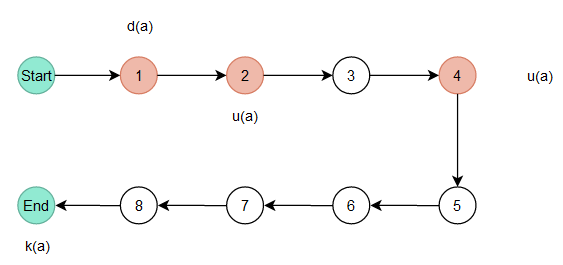 d(a)
Start 1 2 3 4 u(a)
u(a)
End 8 7 6 5
k(a)